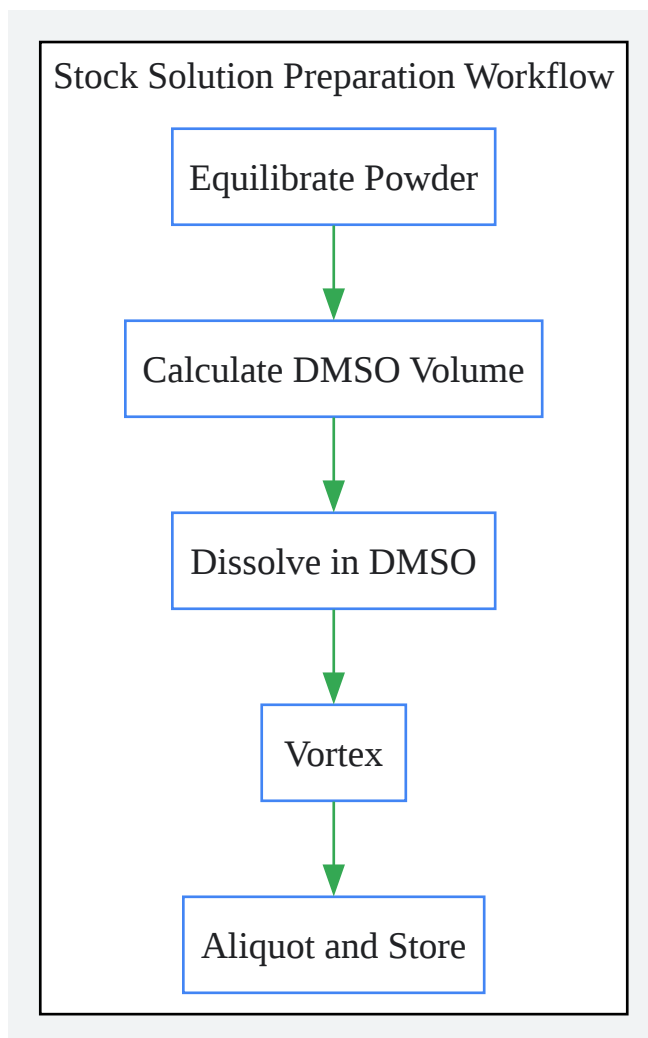 Stock Solution Preparation Workflow
Equilibrate Powder
Calculate DMSO Volume
Dissolve in DMSO
Vortex
Aliquot and Store